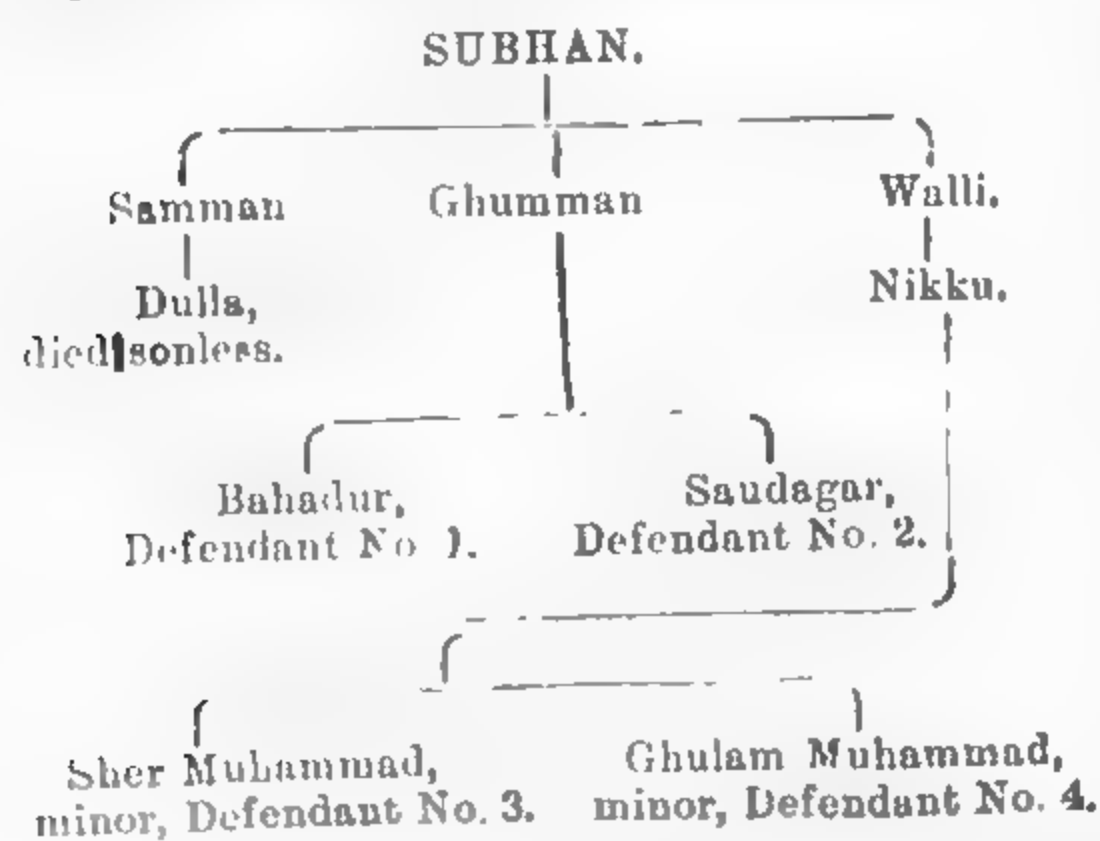 SUBHAN.
Samman Ghumman Walli.
Dulla, Nikku.
died sonless.
Bahadur, Saudagar,
Defendant No 1. Defendant No. 2.
Sher Muhammad, Ghulam Muhammad,
minor, Defendant No. 3. minor, Defendant No. 4.